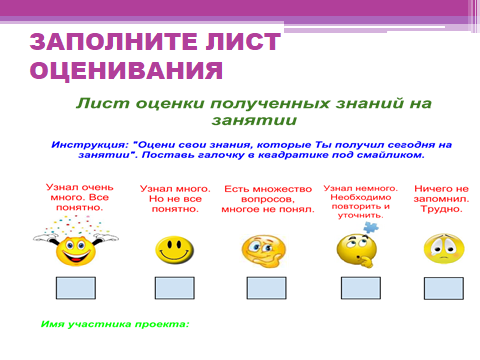 ЗАПОЛНИТЕ ЛИСТ
ОЦЕНИВАНИЯ
Лист оценки полученных знаний на
занятии
Инструкция: "Оцени свои знания, которые Ты получил сегодня на
занятии". Поставь галочку в квадратике под смайликом.
Узнал очень
много. Все
понятно.
Узнал много.
Но не все
понятно.
Есть множество
вопросов,
многое не понял.
Узнал немного.
Необходимо
повторить и
уточнить.
Ничего не
запомнил.
Трудно.
Имя участника проекта: